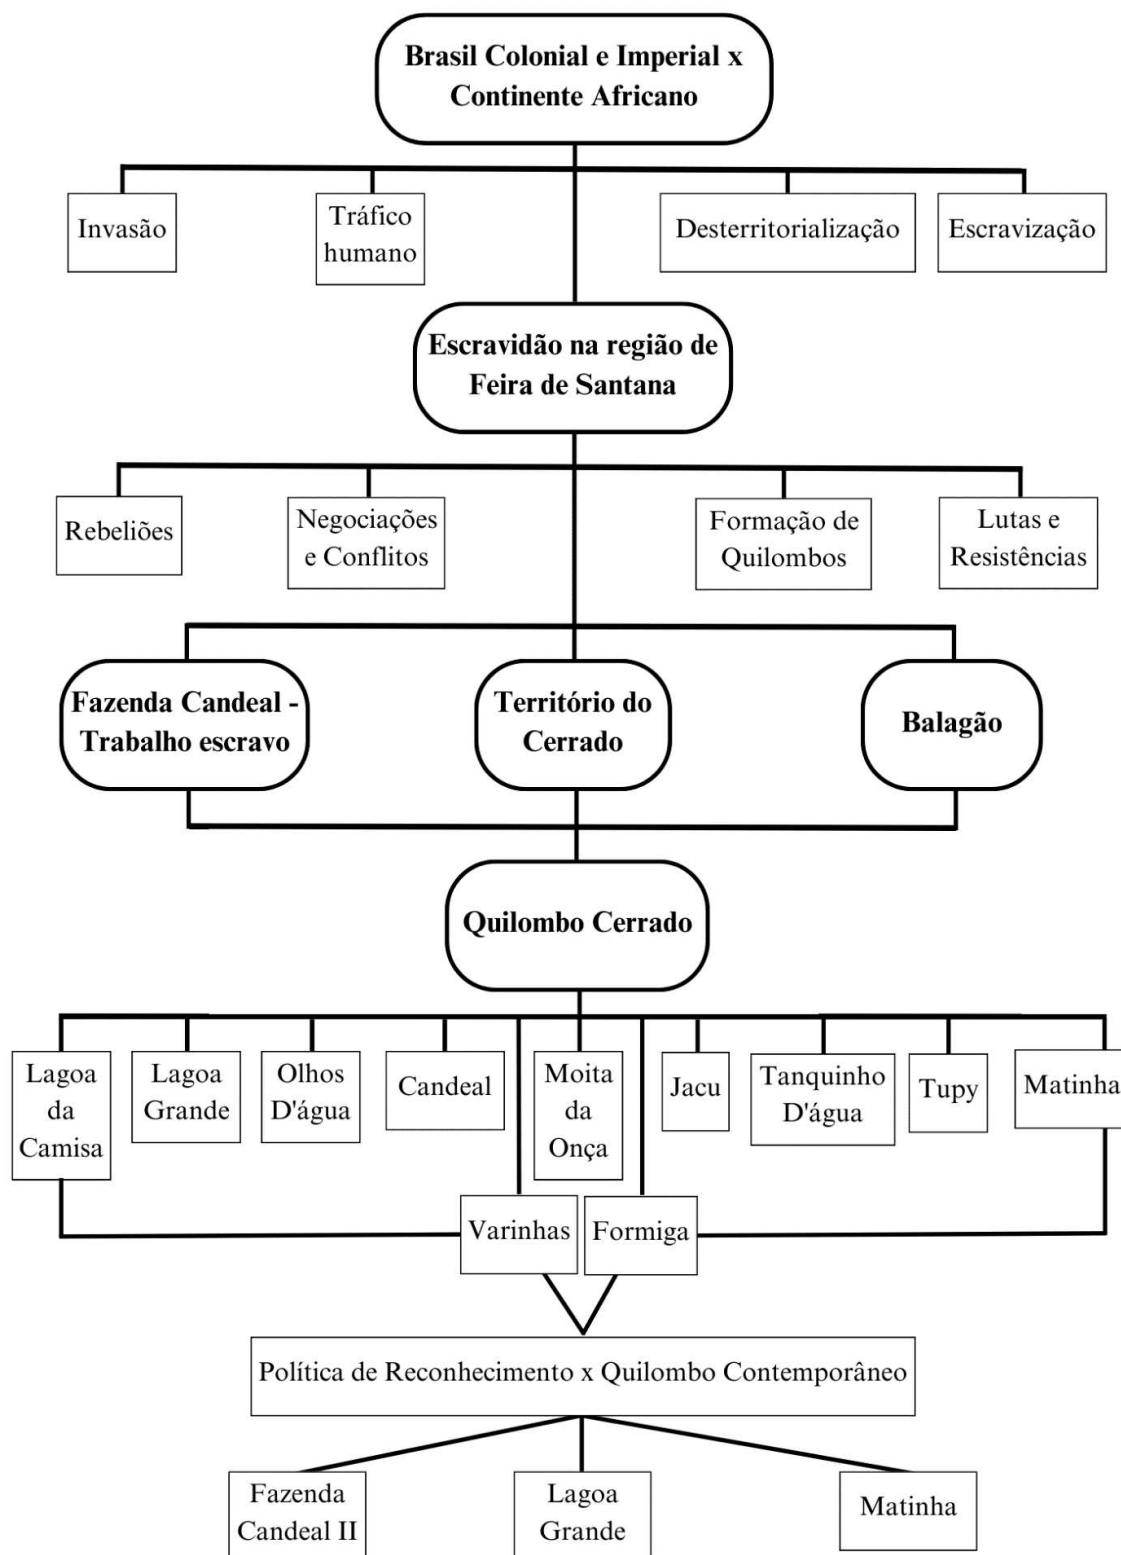 Brasil Colonial e Imperial x
Continente Africano
Invasão
Tráfico
humano
Desterritorialização
Escravização
Escravidão na região de
Feira de Santana
Rebeliões
Negociações
e Conflitos
Formação de
Quilombos
Lutas e
Resistências
Fazenda Candeal -
Trabalho escravo
Território do
Cerrado
Balagão
Quilombo Cerrado
Lagoa
da
Camisa
Lagoa
Grande
Olhos
D'água
Candeal
Moita
da
Onça
Jacu
Tanquinho
D'água
Tupy
Matinha
Varinhas
Formiga
Política de Reconhecimento x Quilombo Contemporâneo
Fazenda
Candeal II
Lagoa
Grande
Matinha